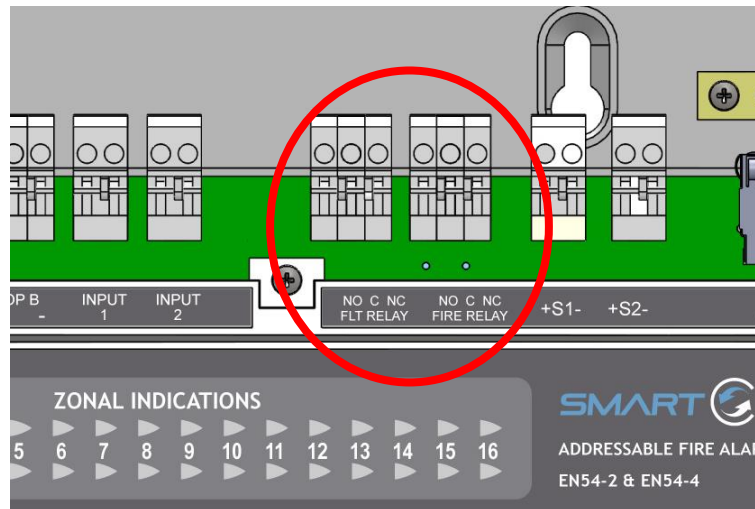 OP B
-
INPUT
1
INPUT
2
NO C NC
FLT RELAY
NO C NC
FIRE RELAY
+S1-
+S2-
ZONAL INDICATIONS
5 6 7 8 9 10 11 12 13 14 15 16
SMART
ADDRESSABLE FIRE ALA
EN54-2 & EN54-4